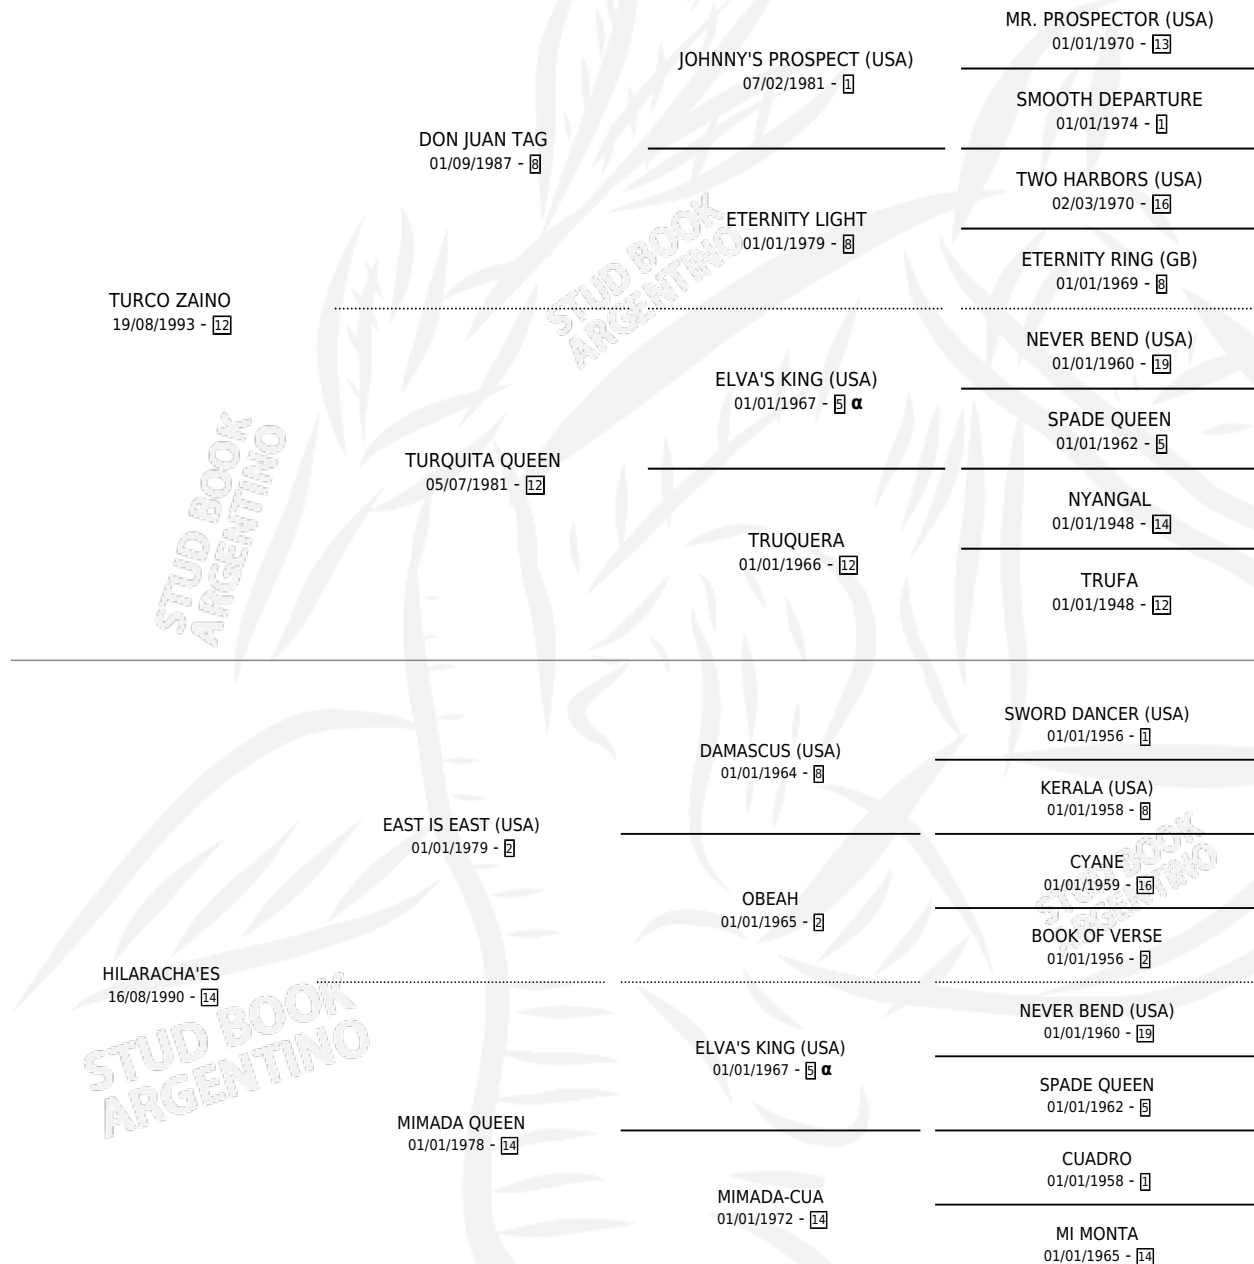 MR. PROSPECTOR (USA)
01/01/1970 - 13
JOHNNY'S PROSPECT (USA)
07/02/1981 - 1
SMOOTH DEPARTURE
01/01/1974 - 1
DON JUAN TAG
01/09/1987 - 8
TWO HARBORS (USA)
02/03/1970 - 16
ETERNITY LIGHT
01/01/1979 - 8
ETERNITY RING (GB)
01/01/1969 - 8
STUD BOOK
ARGENTINO
TURCO ZAINO
19/08/1993 - 12
NEVER BEND (USA)
01/01/1960 - 19
ELVA'S KING (USA)
01/01/1967 - 5 α
SPADE QUEEN
01/01/1962 - 5
TURQUITA QUEEN
05/07/1981 - 12
NYANGAL
01/01/1948 - 14
TRUQUERA
01/01/1966 - 12
TRUFA
01/01/1948 - 12
STUD BOOK
ARGENTINO
SWORD DANCER (USA)
01/01/1956 - 1
DAMASCUS (USA)
01/01/1964 - 8
KERALA (USA)
01/01/1958 - 8
EAST IS EAST (USA)
01/01/1979 - 2
CYANE
01/01/1959 - 16
OBEAH
01/01/1965 - 2
BOOK OF VERSE
01/01/1956 - 2
STUD BOOK
ARGENTINO
HILARACHA'ES
16/08/1990 - 14
NEVER BEND (USA)
01/01/1960 - 19
ELVA'S KING (USA)
01/01/1967 - 5 α
SPADE QUEEN
01/01/1962 - 5
STUD BOOK
ARGENTINO
MIMADA QUEEN
01/01/1978 - 14
CUADRO
01/01/1958 - 1
MIMADA-CUA
01/01/1972 - 14
MI MONTA
01/01/1965 - 14